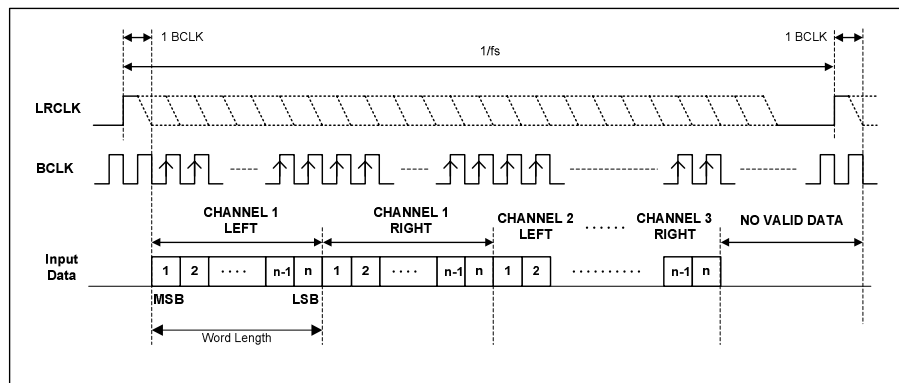 1 BCLK
1/fs
1 BCLK
LRCLK
BCLK
CHANNEL 1
LEFT
CHANNEL 1
RIGHT
CHANNEL 2
LEFT
CHANNEL 3
RIGHT
NO VALID DATA
Input
Data
1 2 n-1 n 1 2 n-1 n 1 2 n-1 n
MSB LSB
Word Length